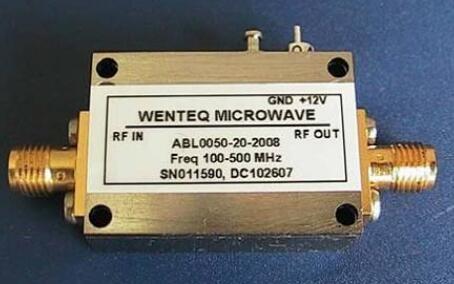 GND +12V
WENTEQ MICROWAVE
RF IN RF OUT
ABL0050-20-2008
Freq 100-500 MHz
SN011590, DC102607